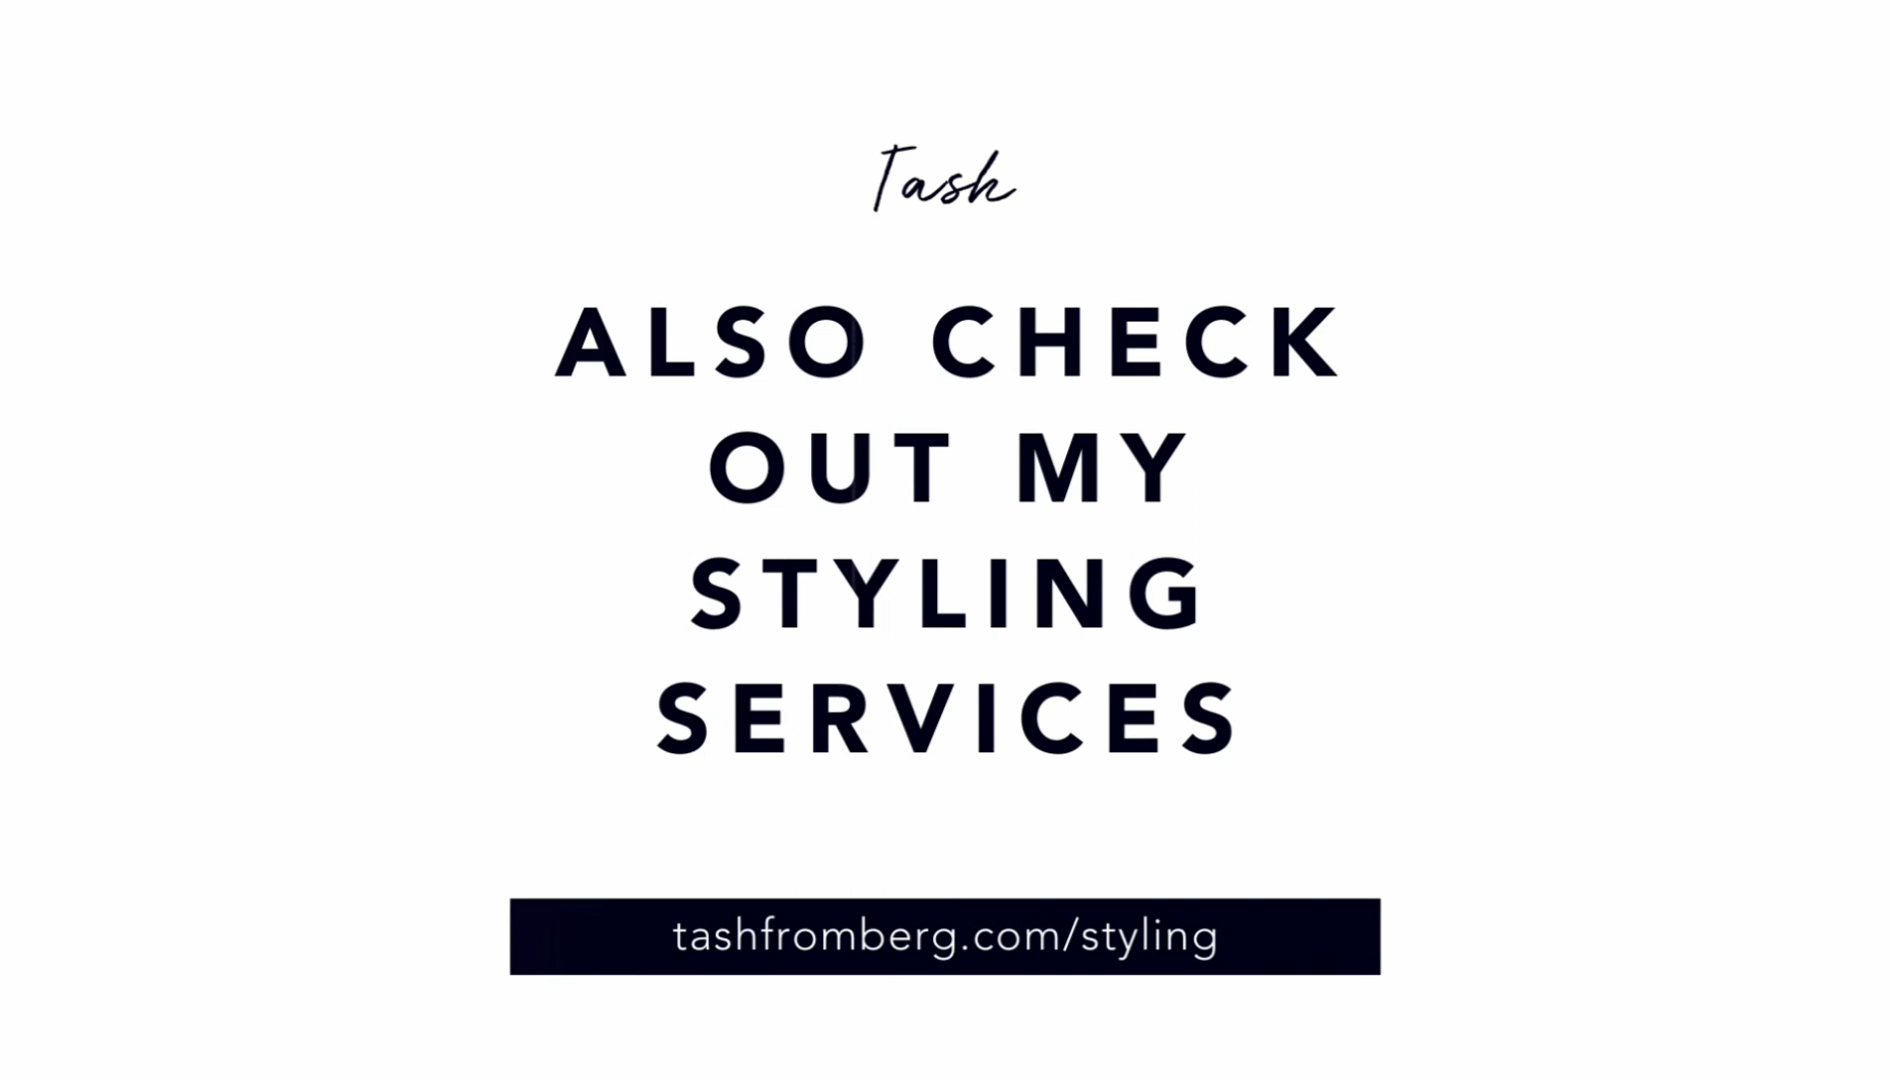 Tash
ALSO CHECK
OUT MY
STYLING
SERVICES
tashfromberg.com/styling